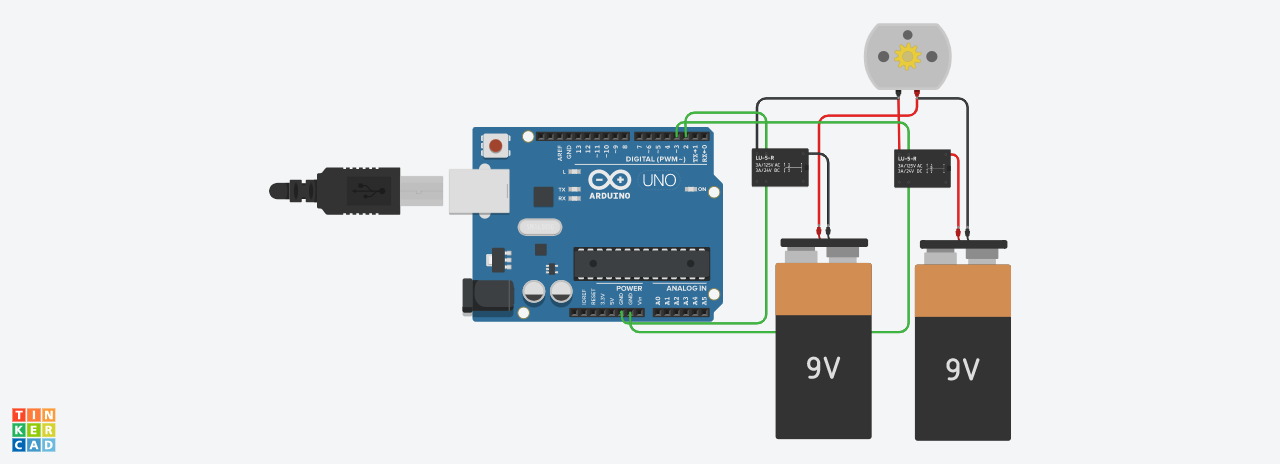 AREF
GND
13
12
~11
~10
~9
8
7
~6
~5
4
~3
2
TX→1
RX←0
DIGITAL (PWM~)
L
TX
RX
ARDUINO
UNO
ON
IOREF
RESET
3.3V
5V
GND
GND
Vin
POWER
ANALOG IN
A0
A1
A2
A3
A4
A5
LU-5-R
3A/125V AC
3A/24V DC
LU-5-R
3A/125V AC
3A/24V DC
9V
9V
TIN
KER
CAD